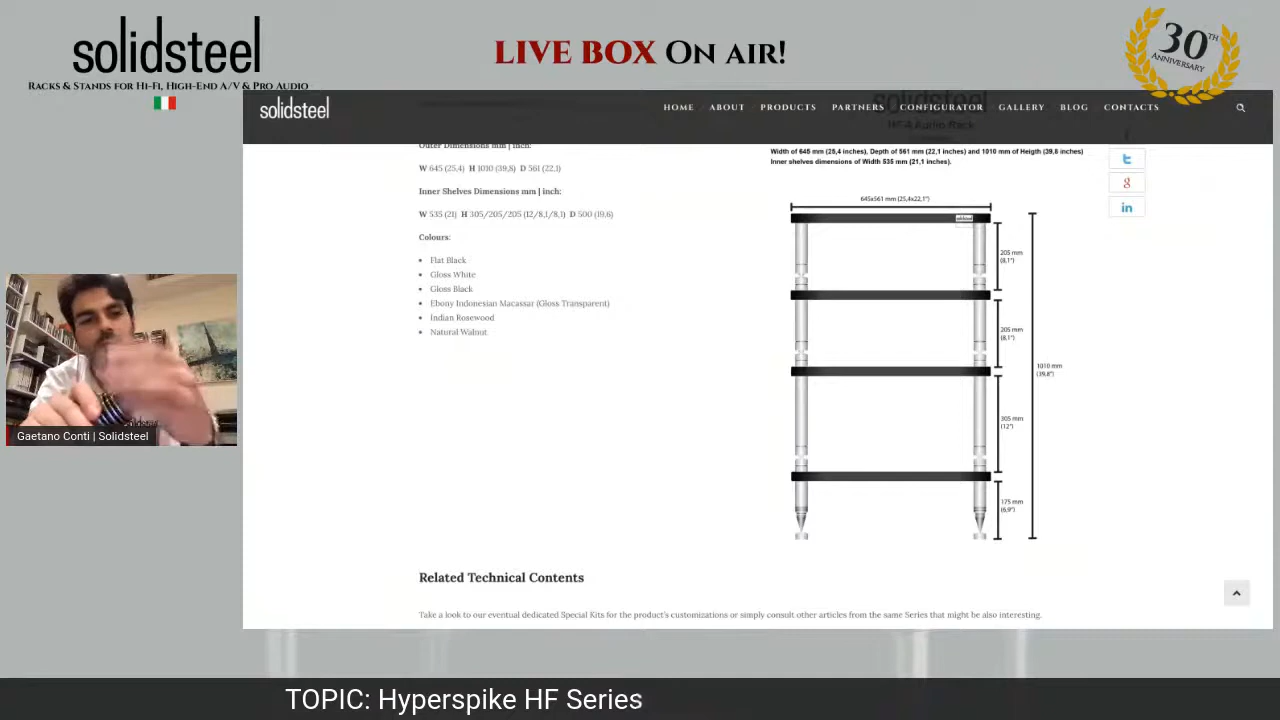 solidsteel
RACKS & STANDS FOR HI-FI, HIGH-END A/V & PRO AUDIO
LIVE BOX ON AIR!
30TH
ANNIVERSARY
solidsteel
HOME ABOUT PRODUCTS PARTNERS CONFIGURATOR GALLERY BLOG CONTACTS
HF-4 Audio Rack
Outer Dimensions mm | inch:
W 645 (25,4) H 1010 (39,8) D 561 (22,1)
Inner Shelves Dimensions mm | inch:
W 535 (21) H 305/205/205 (12/8,1/8,1) D 500 (19,6)
Colours:
Flat Black
Gloss White
Gloss Black
Ebony Indonesian Macassar (Gloss Transparent)
Indian Rosewood
Natural Walnut
Width of 645 mm (25,4 inches), Depth of 561 mm (22,1 inches) and 1010 mm of Heigth (39,8 inches)
Inner shelves dimensions of Width 535 mm (21,1 inches).
645x561 mm (25,4x22,1")
solidsteel
205 mm
(8,1")
205 mm
(8,1")
1010 mm
(39,8")
305 mm
(12")
175 mm
(6,9")
Related Technical Contents
Take a look to our eventual dedicated Special Kits for the product's customizations or simply consult other articles from the same Series that might be also interesting.
solidsteel
Gaetano Conti | Solidsteel
TOPIC: Hyperspike HF Series